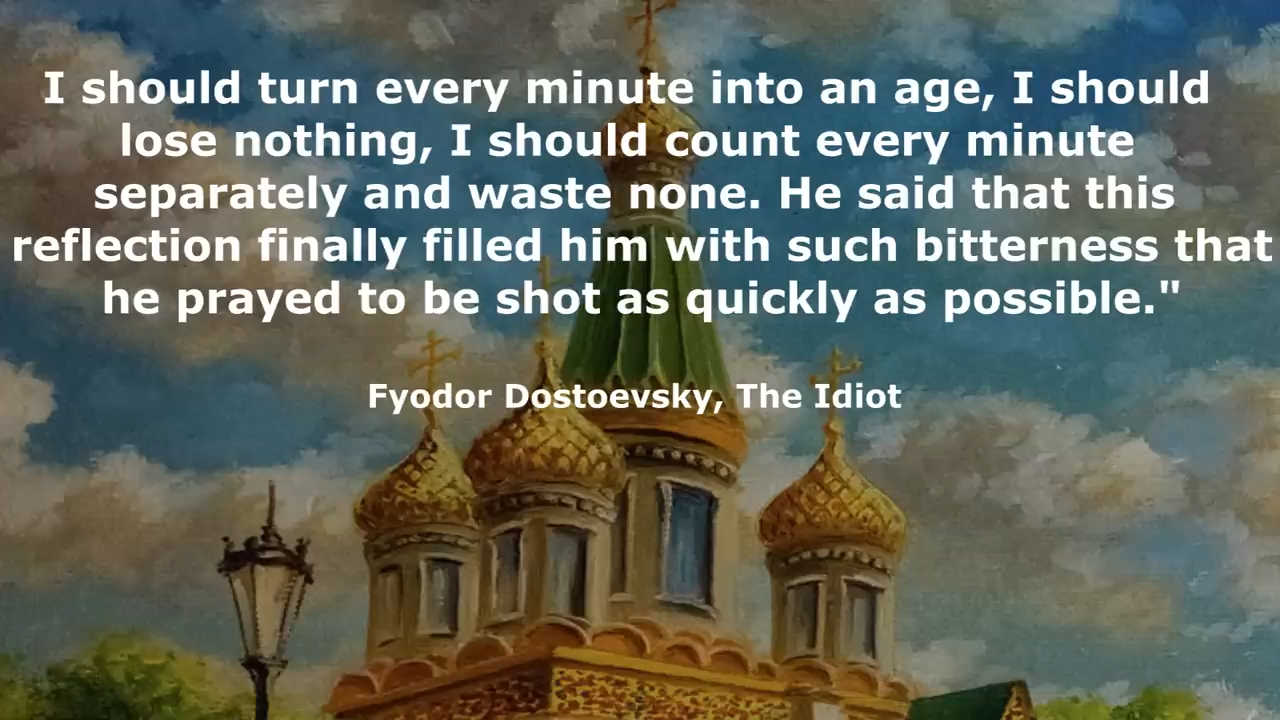 I should turn every minute into an age, I should
lose nothing, I should count every minute
separately and waste none. He said that this
reflection finally filled him with such bitterness that
he prayed to be shot as quickly as possible."
Fyodor Dostoevsky, The Idiot